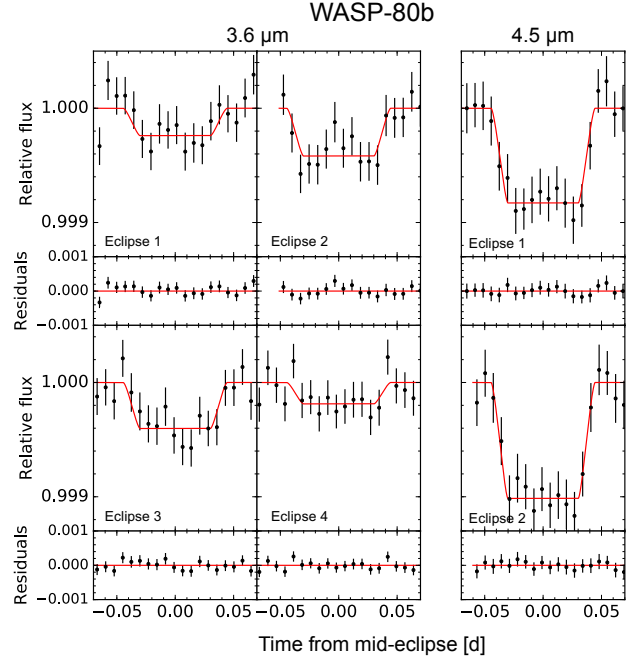 WASP-80b
3.6 μm
4.5 μm
Relative flux
1.000
0.999
Eclipse 1
Eclipse 2
Eclipse 1
Residuals
0.001
0.000
−0.001
Relative flux
1.000
0.999
Eclipse 3
Eclipse 4
Eclipse 2
Residuals
0.001
0.000
−0.001
−0.05 0.00 0.05 −0.05 0.00 0.05 −0.05 0.00 0.05
Time from mid-eclipse [d]